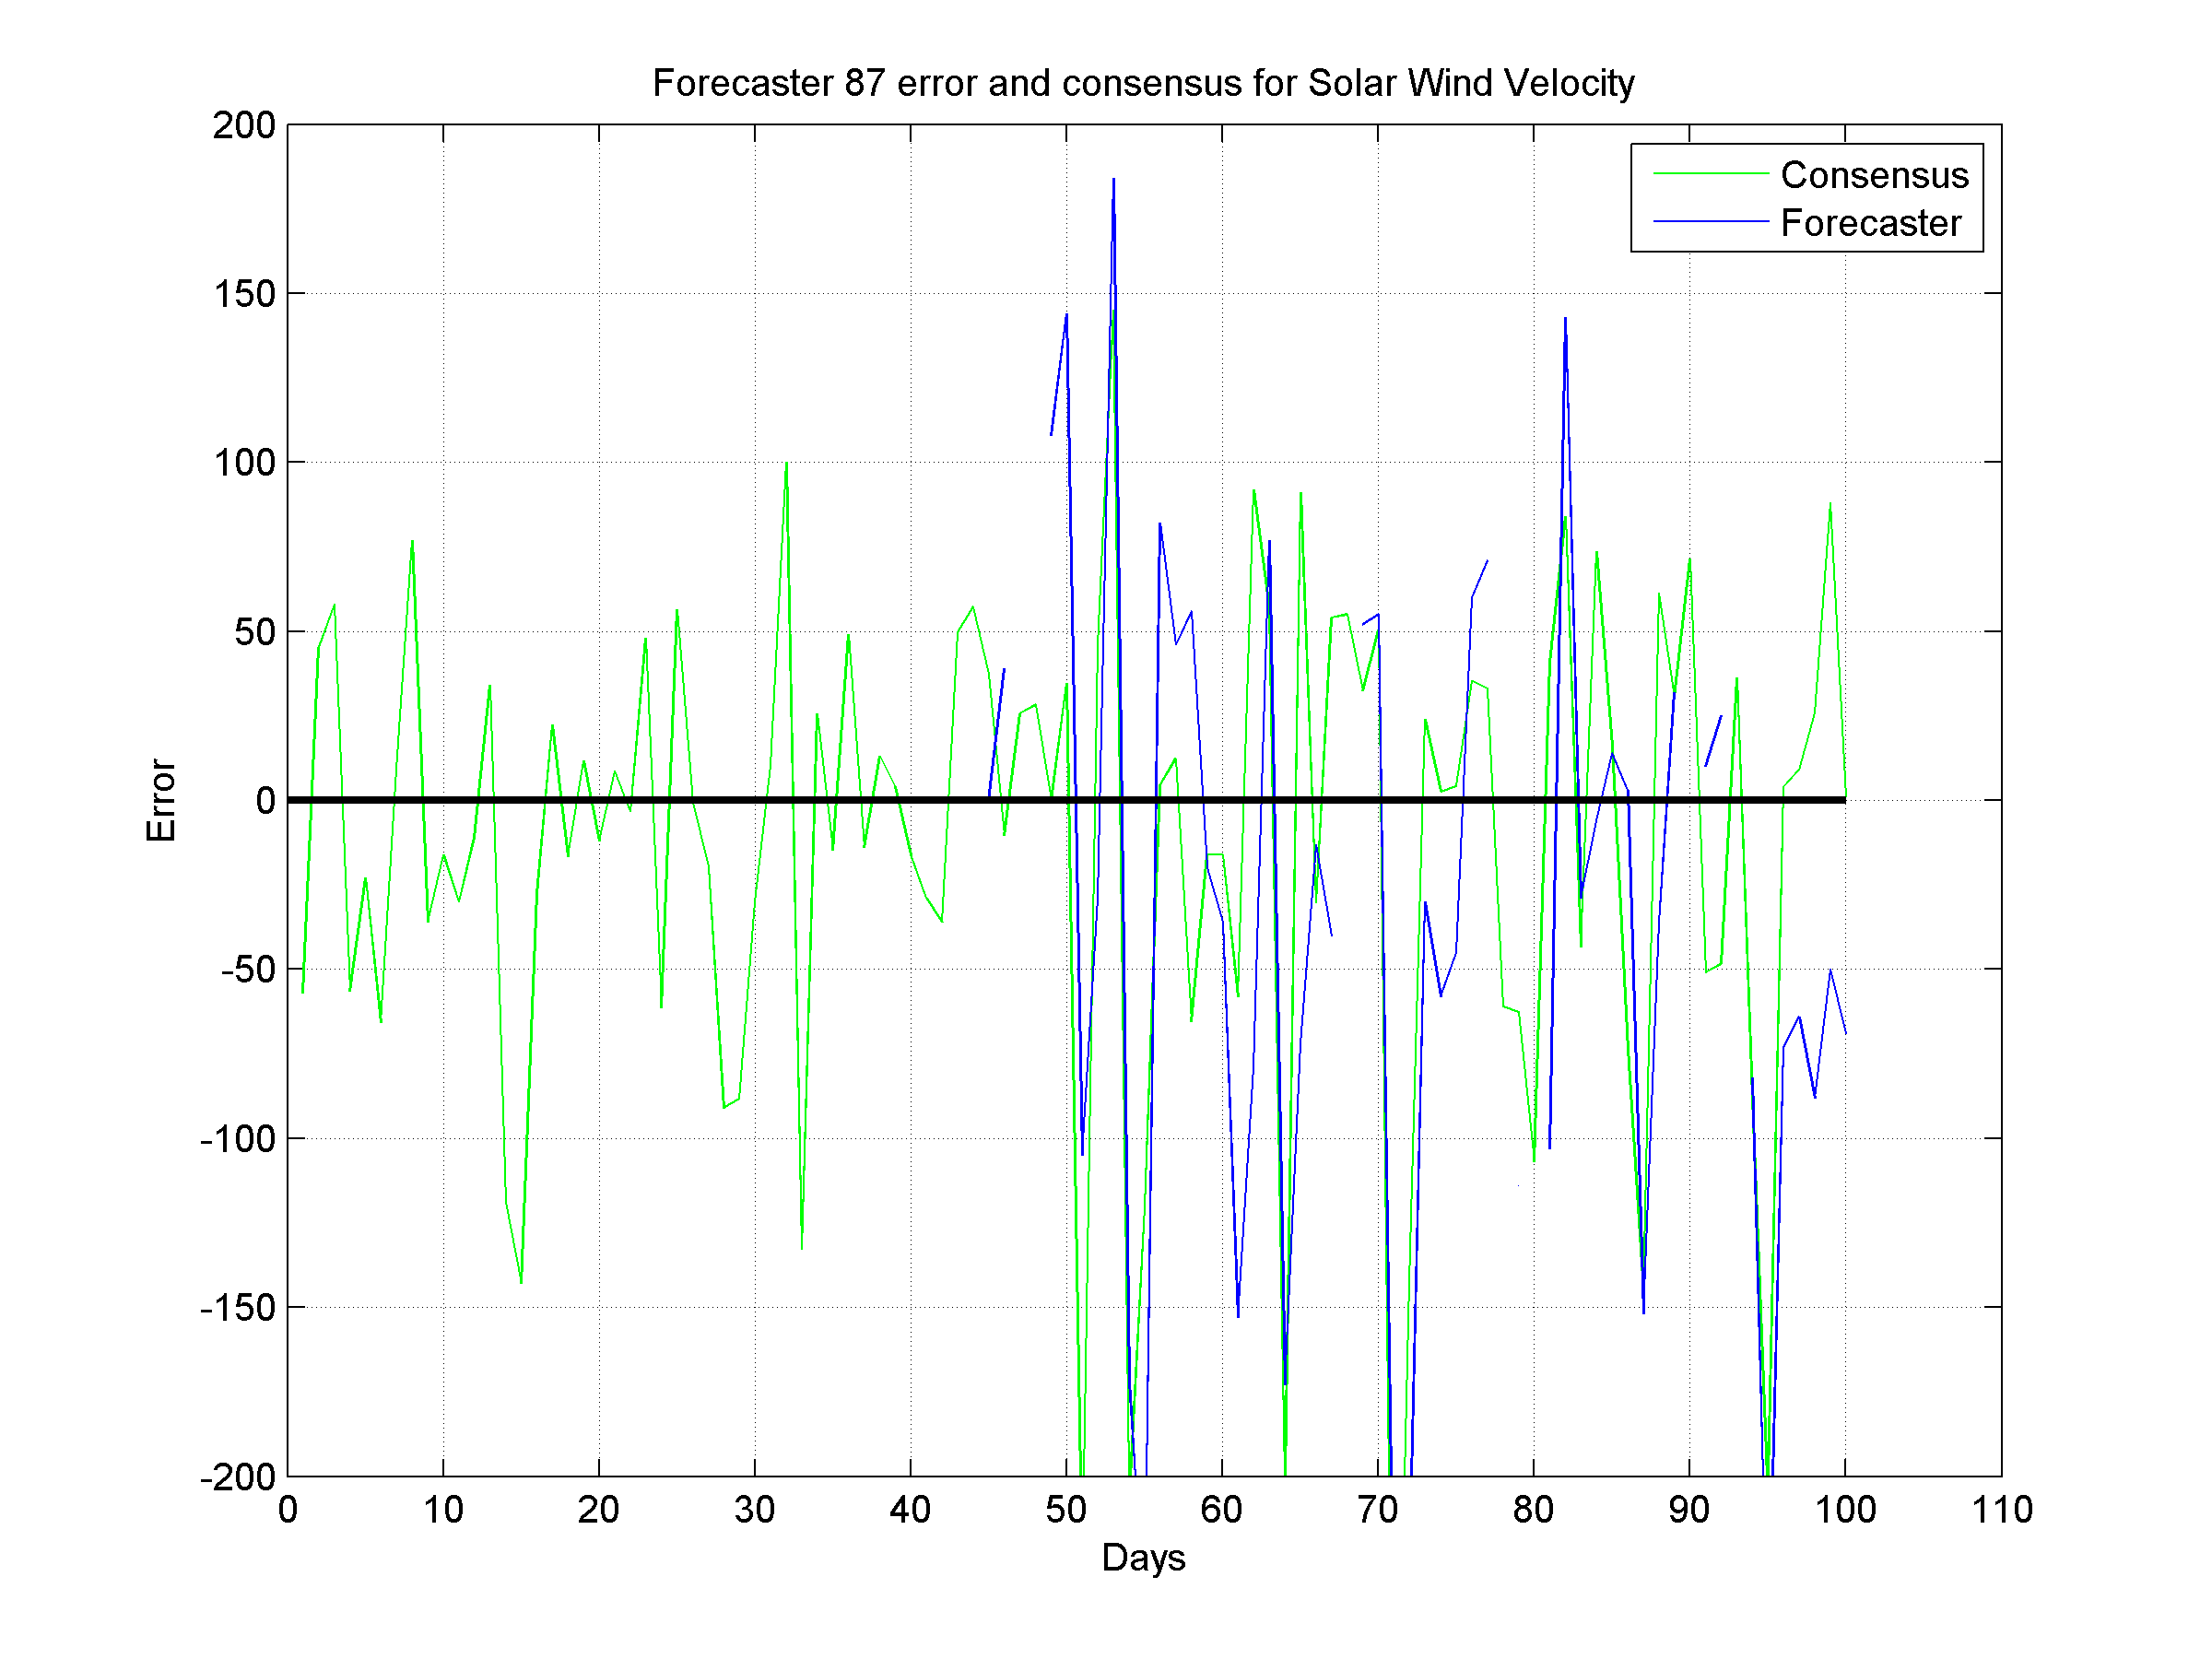 Forecaster 87 error and consensus for Solar Wind Velocity
200
150
100
50
0
-50
-100
-150
-200
Error
Consensus
Forecaster
0 10 20 30 40 50 60 70 80 90 100 110
Days